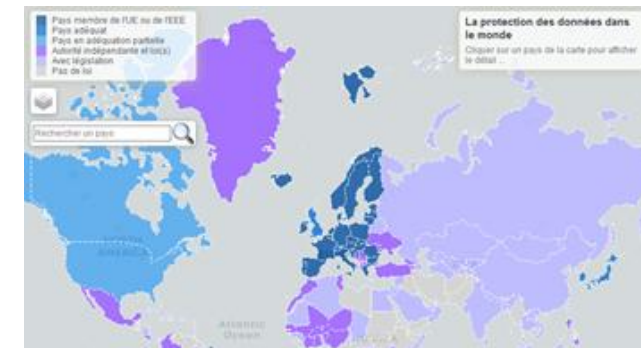 Pays membre de l'UE ou de l'EEE
Pays adéquat
Pays en adéquation partielle
Autorité indépendante et loi(s)
Avec législation
Pas de loi
La protection des données dans
le monde
Cliquer sur un pays de la carte pour afficher
le détail ...
Rechercher un pays
AMERICA
Atlantic
Ocean